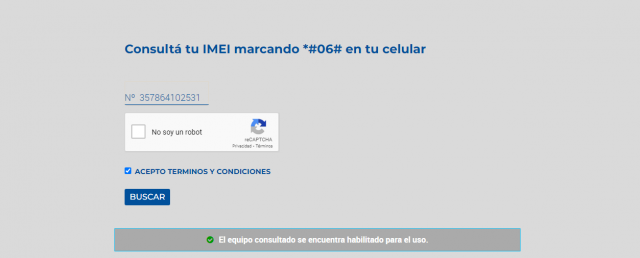 Consultá tu IMEI marcando *#06# en tu celular
Nº 357864102531
No soy un robot
reCAPTCHA
Privacidad - Términos
ACEPTO TERMINOS Y CONDICIONES
BUSCAR
El equipo consultado se encuentra habilitado para el uso.